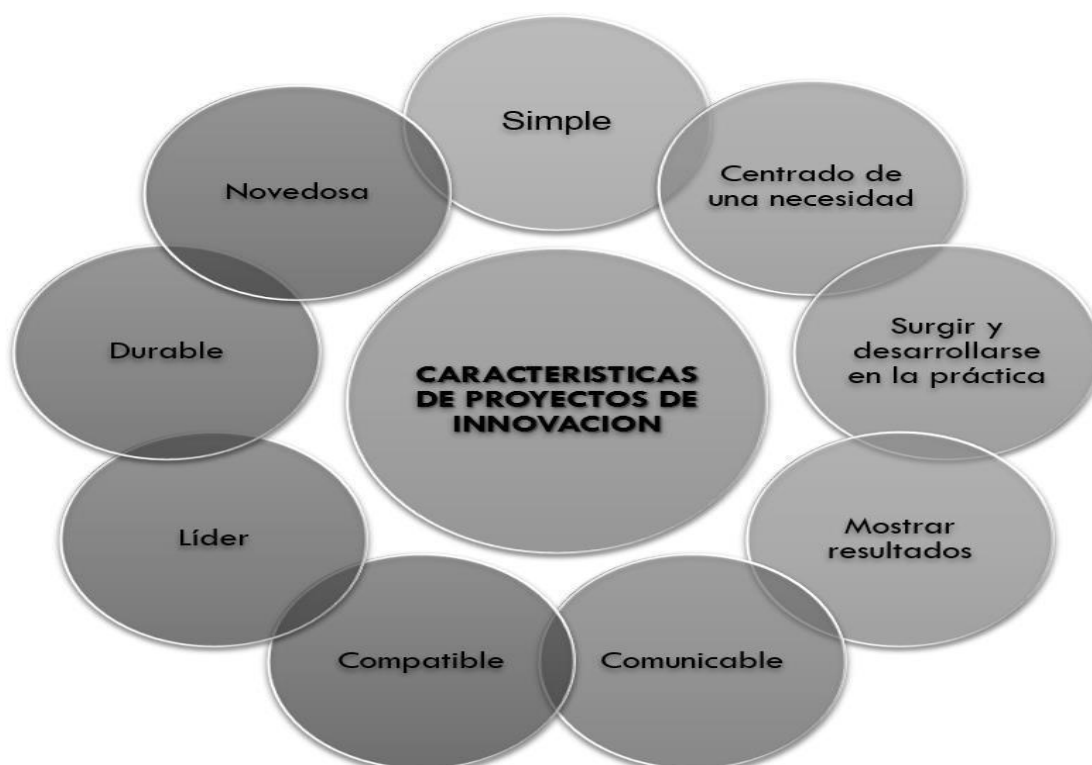 Simple
Centrado de
una necesidad
Surgir y
desarrollarse
en la práctica
Mostrar
resultados
Comunicable
Compatible
Líder
Durable
Novedosa
CARACTERISTICAS
DE PROYECTOS DE
INNOVACION